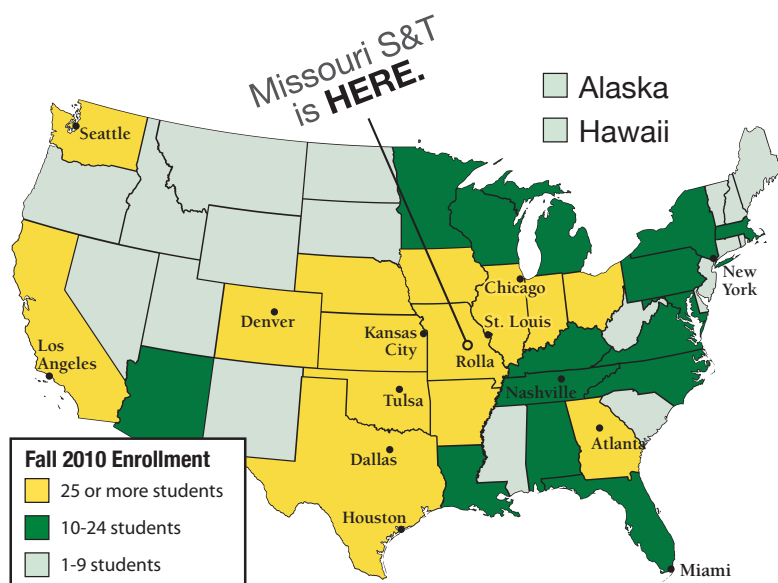 Missouri S&T
is HERE.
Alaska
Hawaii
Seattle
New
York
Chicago
Denver
St. Louis
Kansas
City
Rolla
Los
Angeles
Nashville
Tulsa
Atlanta
Dallas
Houston
Miami
Fall 2010 Enrollment
25 or more students
10-24 students
1-9 students